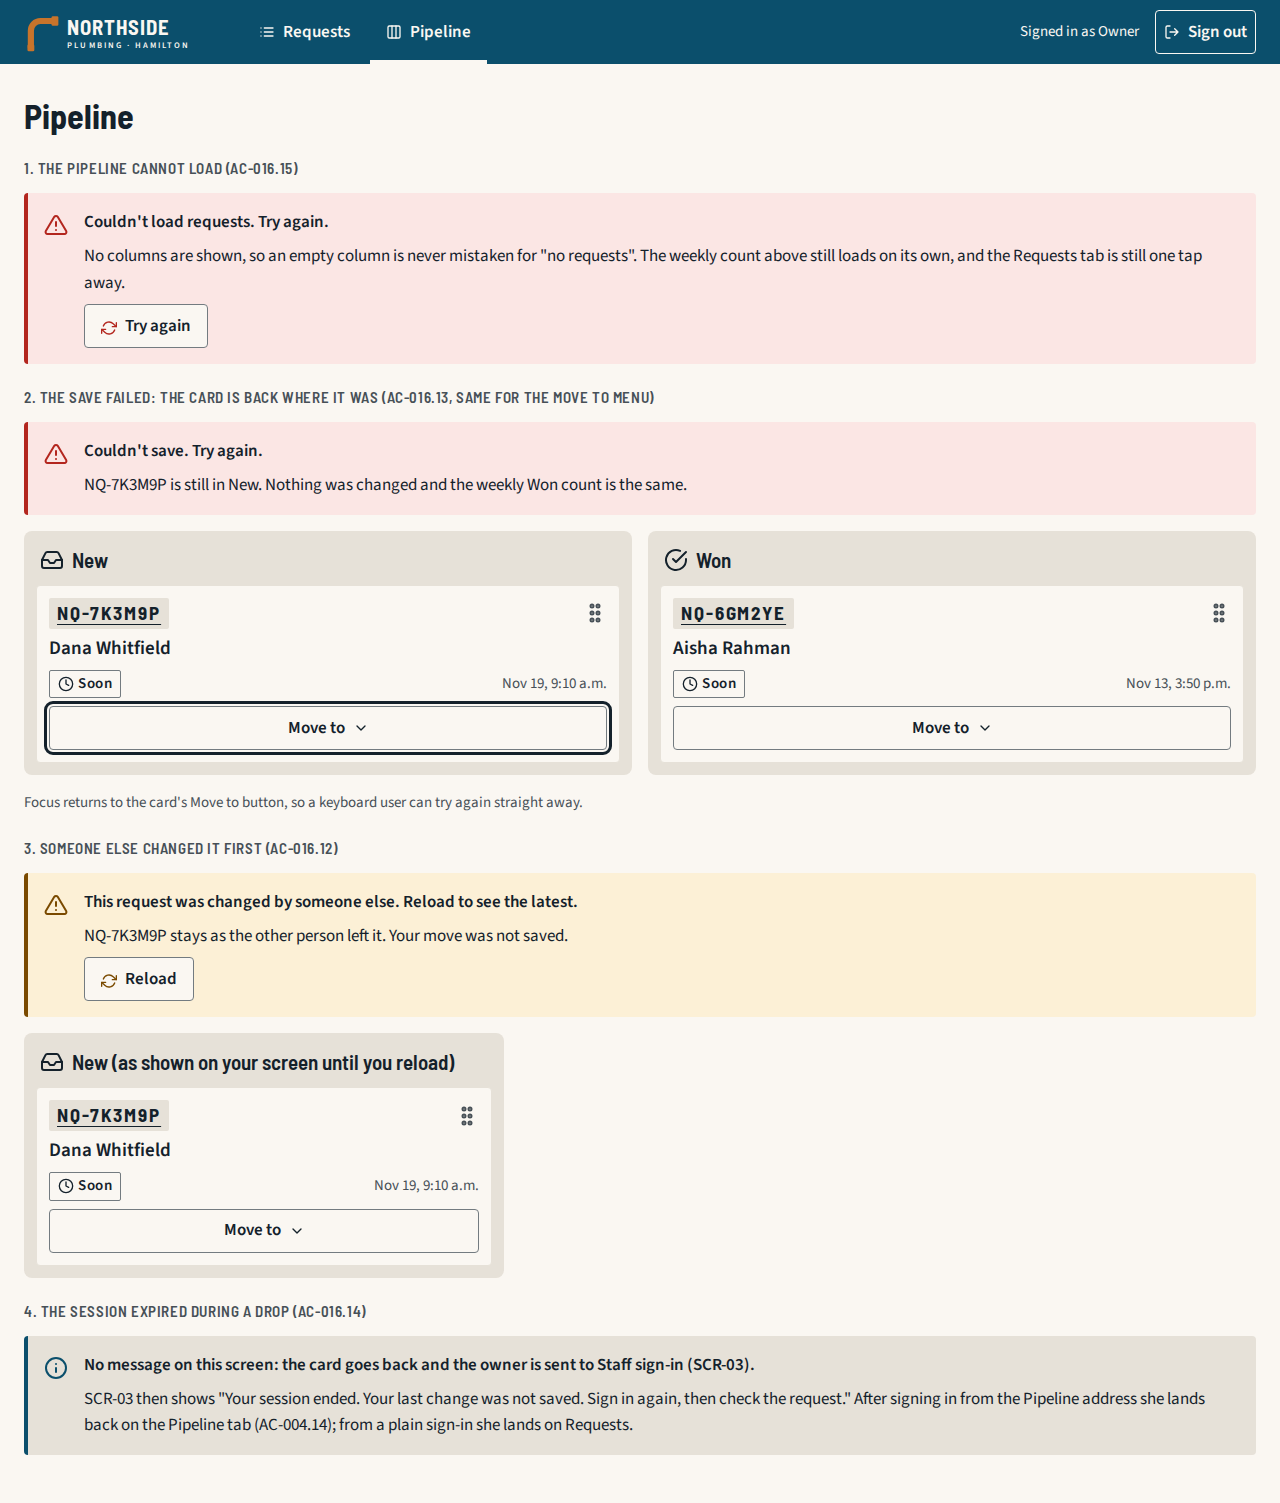 NORTHSIDE
PLUMBING · HAMILTON
Requests
Pipeline
Signed in as Owner
Sign out
Pipeline
1. THE PIPELINE CANNOT LOAD (AC-016.15)
Couldn't load requests. Try again.
No columns are shown, so an empty column is never mistaken for "no requests". The weekly count above still loads on its own, and the Requests tab is still one tap
away.
Try again
2. THE SAVE FAILED: THE CARD IS BACK WHERE IT WAS (AC-016.13, SAME FOR THE MOVE TO MENU)
Couldn't save. Try again.
NQ-7K3M9P is still in New. Nothing was changed and the weekly Won count is the same.
New
NQ-7K3M9P
Dana Whitfield
Soon
Nov 19, 9:10 a.m.
Move to
Won
NQ-6GM2YE
Aisha Rahman
Soon
Nov 13, 3:50 p.m.
Move to
Focus returns to the card's Move to button, so a keyboard user can try again straight away.
3. SOMEONE ELSE CHANGED IT FIRST (AC-016.12)
This request was changed by someone else. Reload to see the latest.
NQ-7K3M9P stays as the other person left it. Your move was not saved.
Reload
New (as shown on your screen until you reload)
NQ-7K3M9P
Dana Whitfield
Soon
Nov 19, 9:10 a.m.
Move to
4. THE SESSION EXPIRED DURING A DROP (AC-016.14)
No message on this screen: the card goes back and the owner is sent to Staff sign-in (SCR-03).
SCR-03 then shows "Your session ended. Your last change was not saved. Sign in again, then check the request." After signing in from the Pipeline address she lands
back on the Pipeline tab (AC-004.14); from a plain sign-in she lands on Requests.